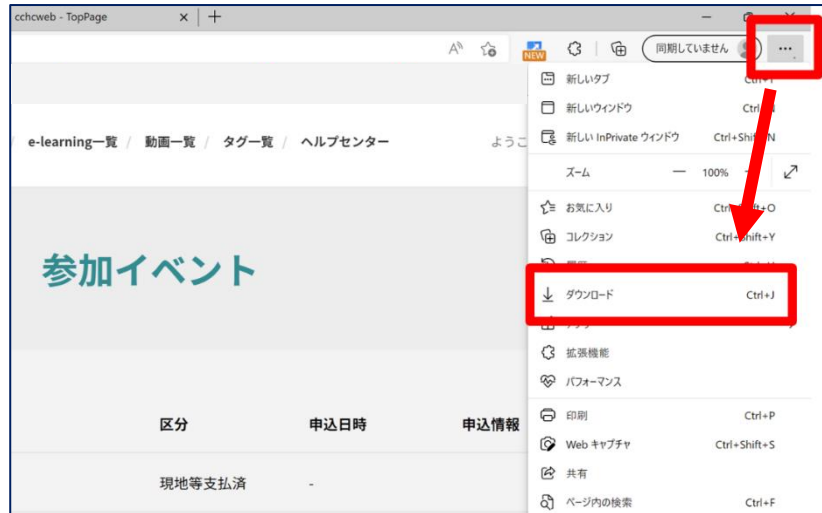 cchcweb - TopPage
NEW
同期していません
新しいタブ
新しいウィンドウ
新しい InPrivate ウィンドウ Ctrl+Shift+N
ズーム 100%
お気に入り Ctrl+Shift+O
コレクション Ctrl+Shift+Y
ダウンロード Ctrl+J
拡張機能
パフォーマンス
印刷 Ctrl+P
Web キャプチャ Ctrl+Shift+S
共有
ページ内の検索 Ctrl+F
e-learning一覧 / 動画一覧 / タグ一覧 / ヘルプセンター ようこ
参加イベント
区分 申込日時 申込情報
現地等支払済 -